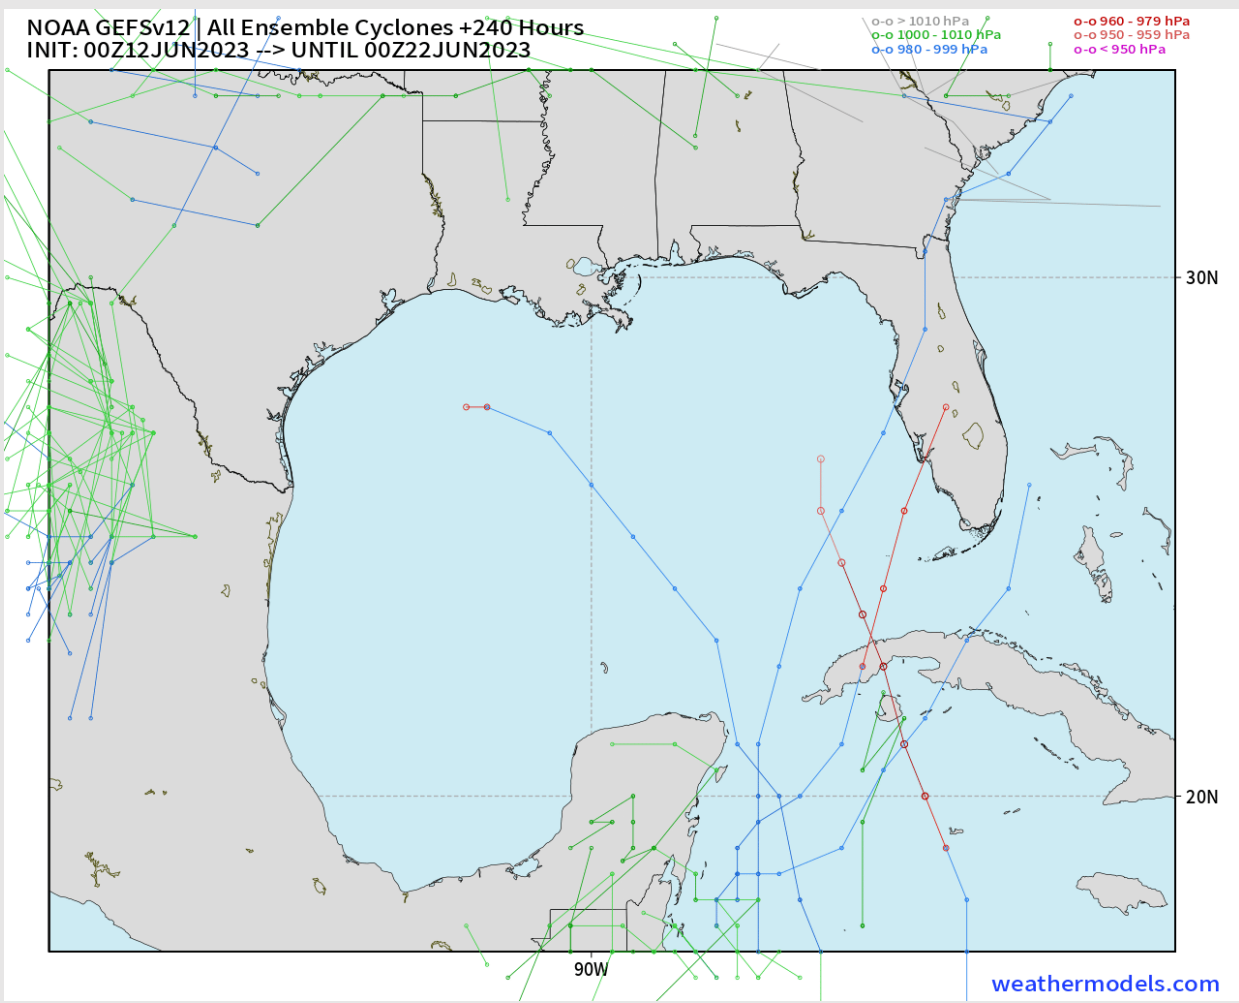 NOAA GEFSv12 | All Ensemble Cyclones +240 Hours
INIT: 00Z12JUN2023 --> UNTIL 00Z22JUN2023
o-o > 1010 hPa
o-o 1000 - 1010 hPa
o-o 980 - 999 hPa
o-o 960 - 979 hPa
o-o 950 - 959 hPa
o-o < 950 hPa
30N
20N
90W
weathermodels.com